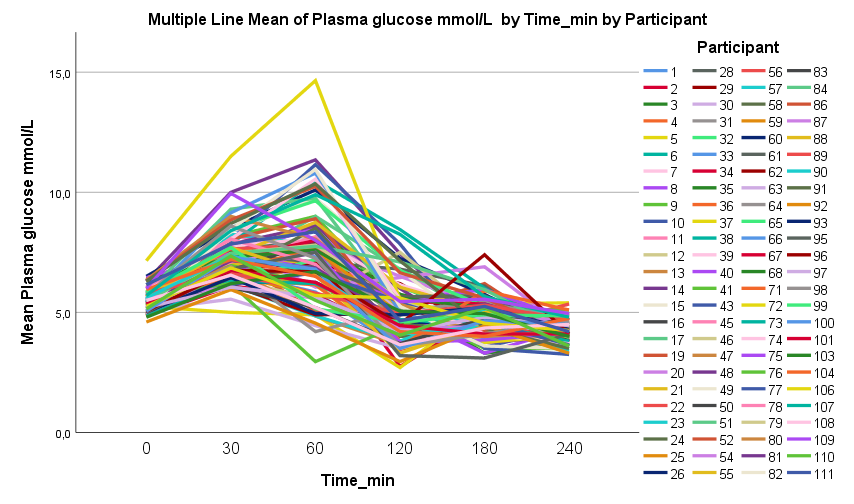 Multiple Line Mean of Plasma glucose mmol/L by Time_min by Participant
Participant
1 28 56 83
2 29 57 84
3 30 58 86
4 31 59 87
5 32 60 88
6 33 61 89
7 34 62 90
8 35 63 91
9 36 64 92
10 37 65 93
11 38 66 95
12 39 67 96
13 40 68 97
14 41 71 98
15 43 72 99
16 45 73 100
17 46 74 101
19 47 75 103
20 48 76 104
21 49 77 106
22 50 78 107
23 51 79 108
24 52 80 109
25 54 81 110
26 55 82 111
15,0
10,0
5,0
0,0
Mean Plasma glucose mmol/L
0 30 60 120 180 240
Time_min